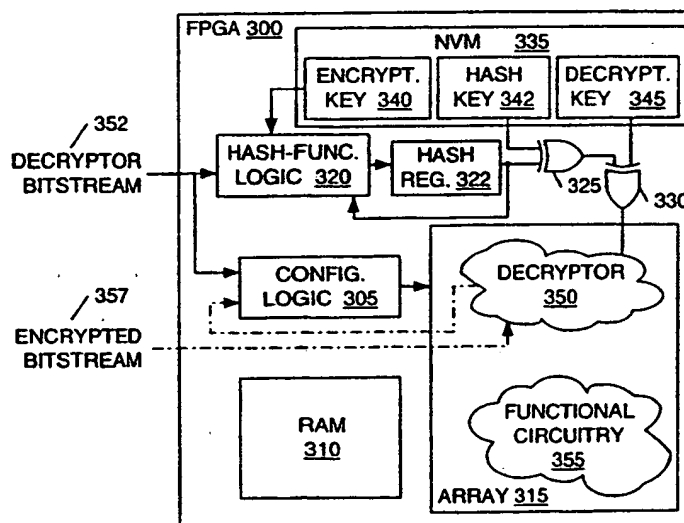 FPGA 300
NVM 335
ENCRYPT.
KEY 340
HASH
KEY 342
DECRYPT.
KEY 345
352
DECRYPTOR
BITSTREAM
HASH-FUNC.
LOGIC 320
HASH
REG. 322
325
330
CONFIG.
LOGIC 305
DECRYPTOR
350
357
ENCRYPTED
BITSTREAM
RAM
310
FUNCTIONAL
CIRCUITRY
355
ARRAY 315